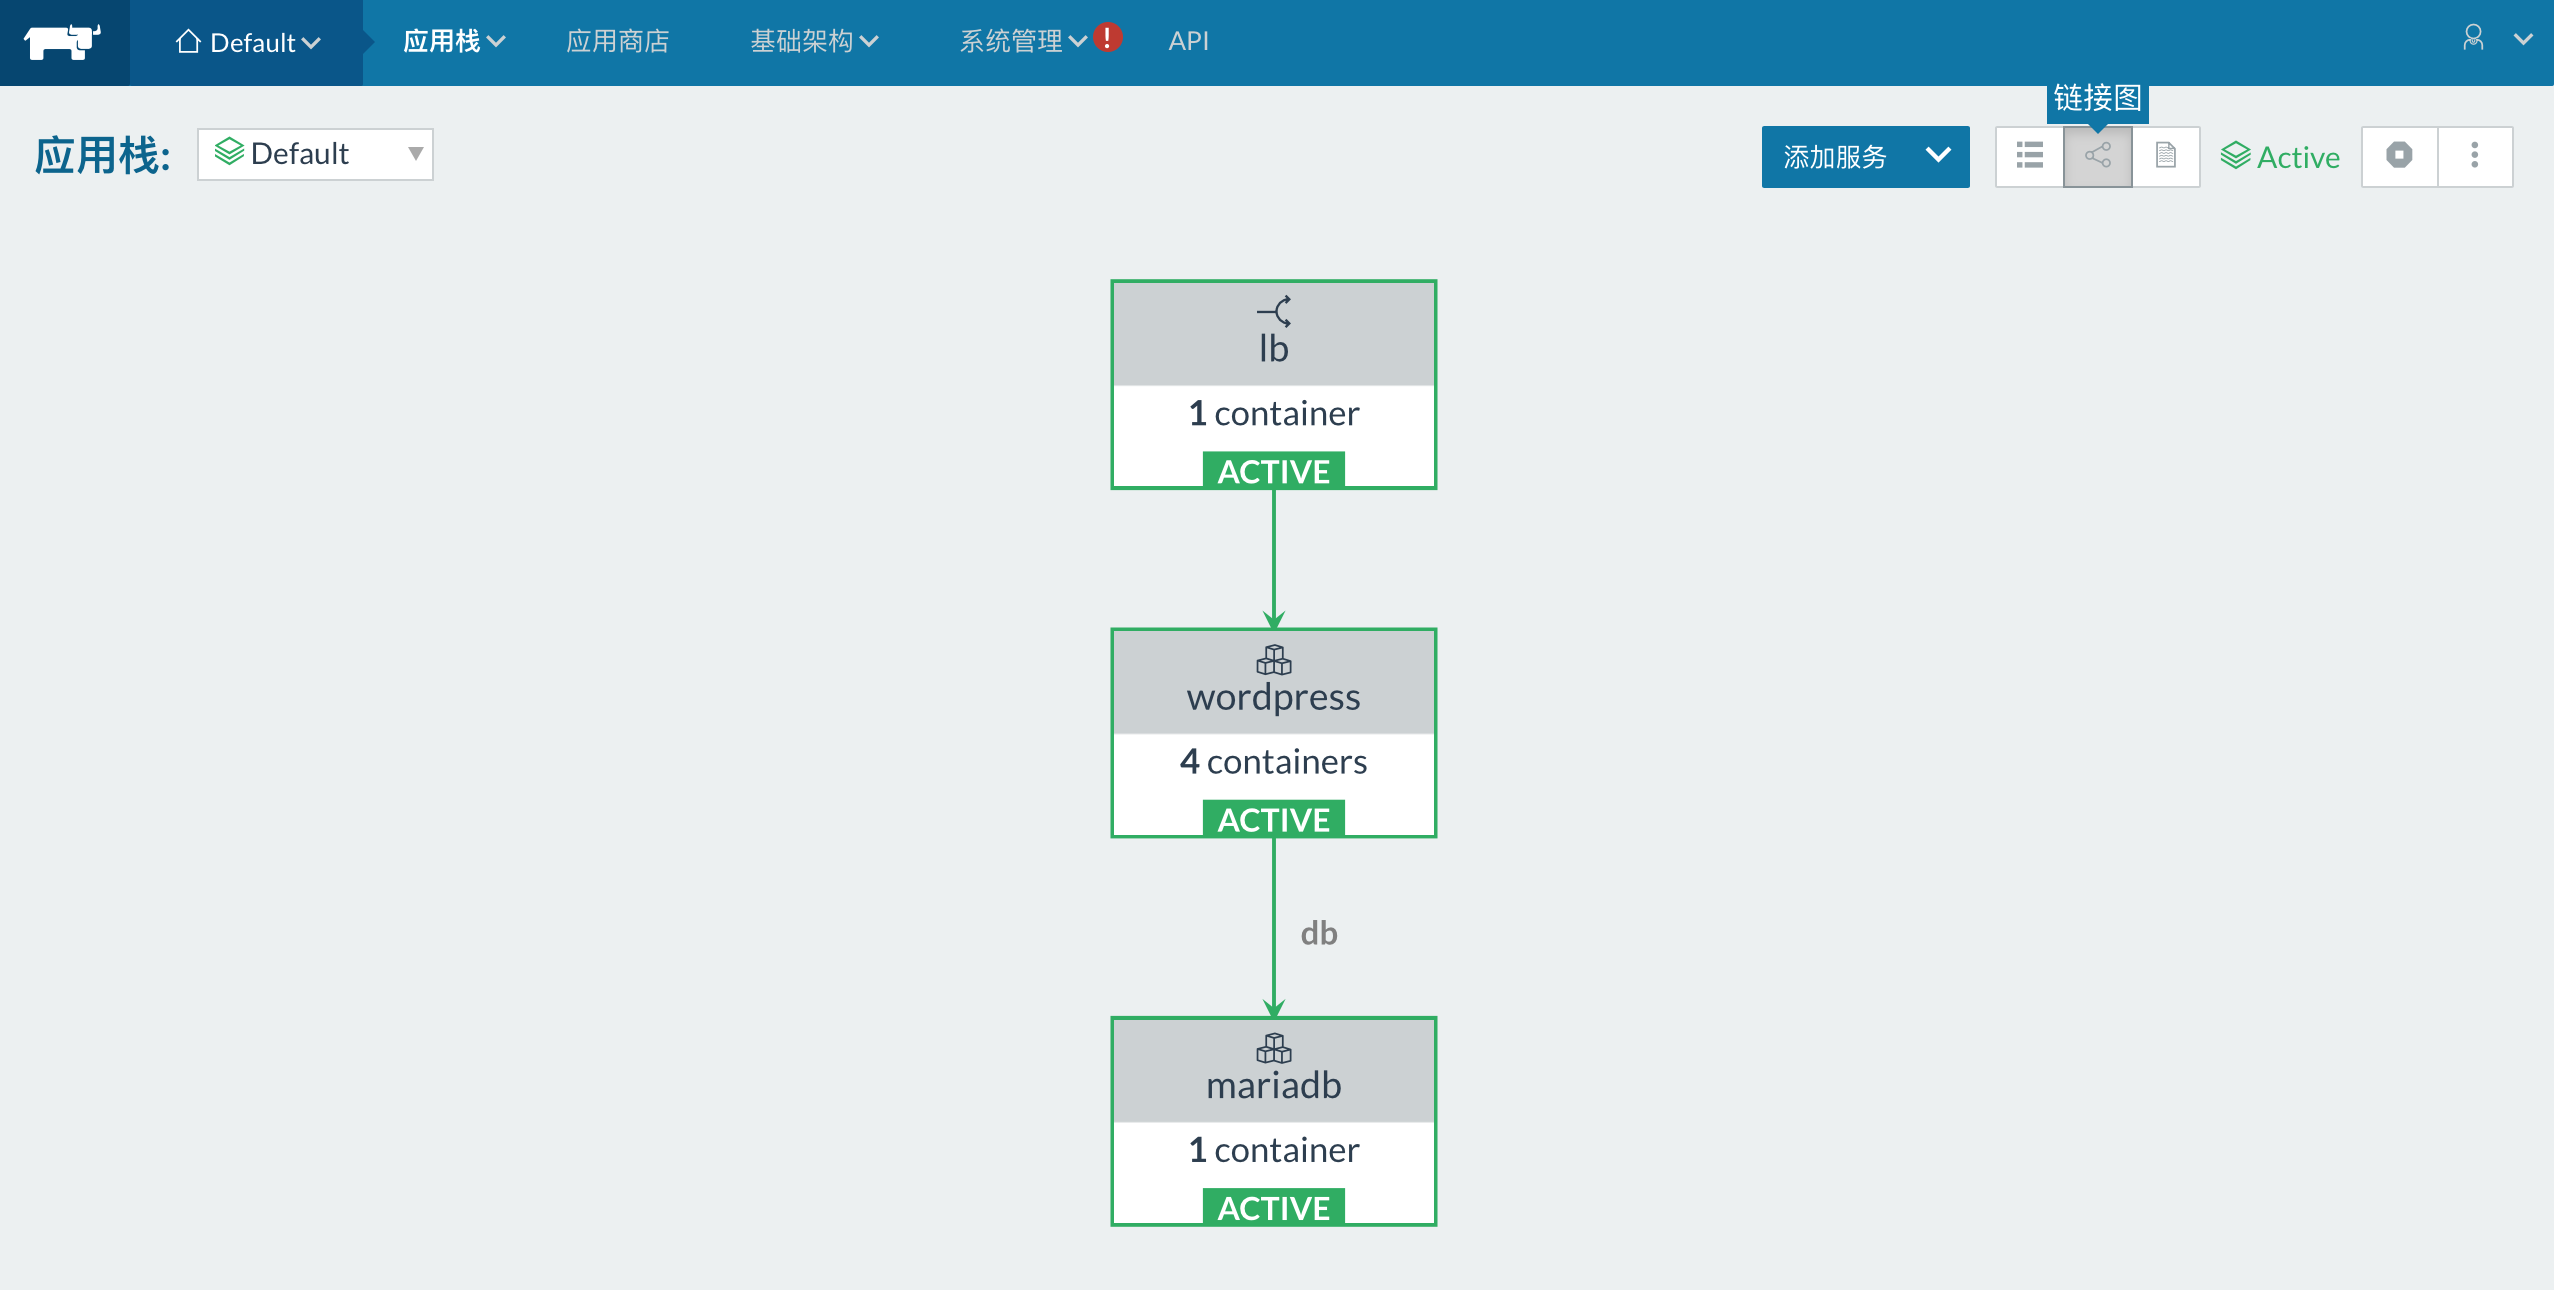 Default 应用栈 应用商店 基础架构 系统管理 API
链接图
应用栈: Default 添加服务 Active
lb
1 container
ACTIVE
wordpress
4 containers
ACTIVE
db
mariadb
1 container
ACTIVE